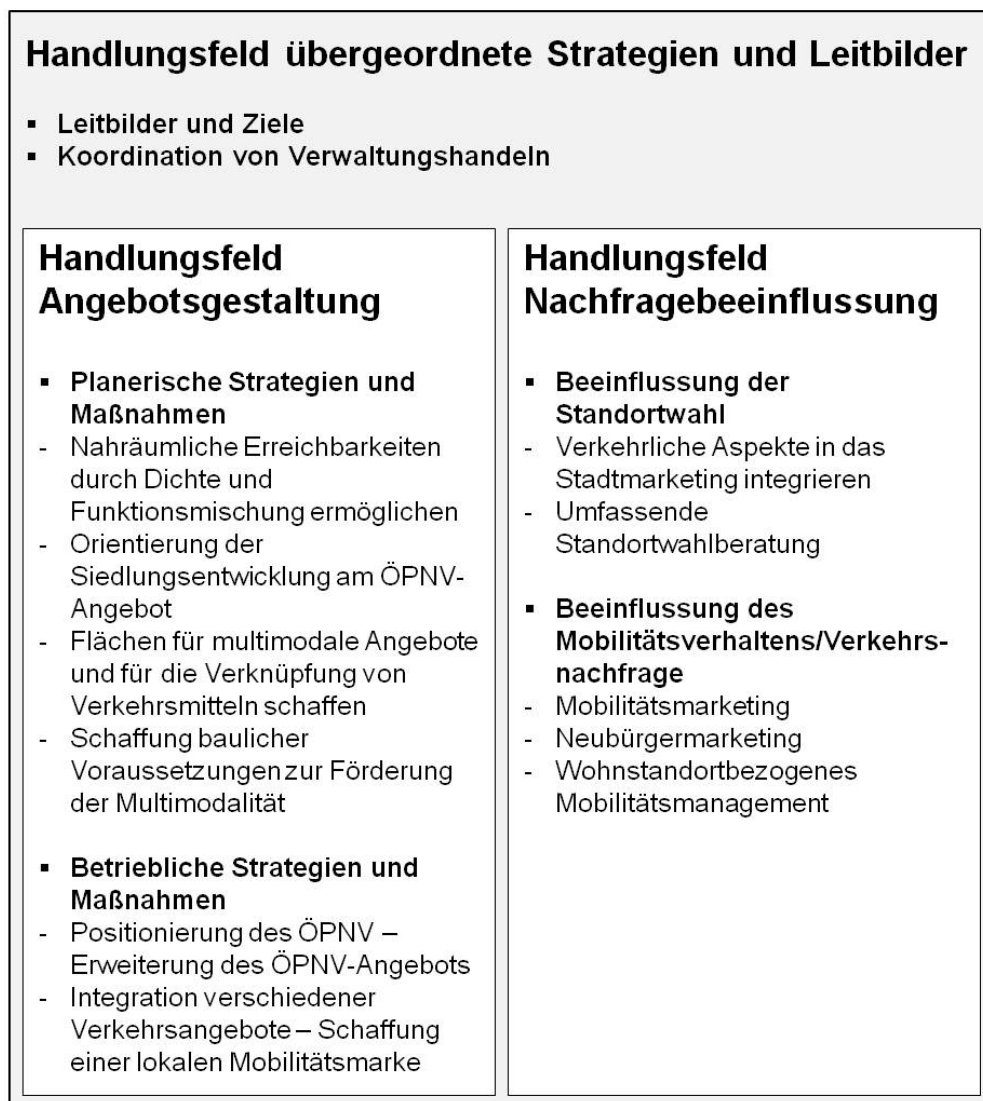 Handlungsfeld übergeordnete Strategien und Leitbilder
▪ Leitbilder und Ziele
▪ Koordination von Verwaltungshandeln
Handlungsfeld
Angebotsgestaltung
▪ Planerische Strategien und
Maßnahmen
- Nahräumliche Erreichbarkeiten
durch Dichte und
Funktionsmischung ermöglichen
- Orientierung der
Siedlungsentwicklung am ÖPNV-
Angebot
- Flächen für multimodale Angebote
und für die Verknüpfung von
Verkehrsmitteln schaffen
- Schaffung baulicher
Voraussetzungen zur Förderung
der Multimodalität
▪ Betriebliche Strategien und
Maßnahmen
- Positionierung des ÖPNV –
Erweiterung des ÖPNV-Angebots
- Integration verschiedener
Verkehrsangebote – Schaffung
einer lokalen Mobilitätsmarke
Handlungsfeld
Nachfragebeeinflussung
▪ Beeinflussung der
Standortwahl
- Verkehrliche Aspekte in das
Stadtmarketing integrieren
- Umfassende
Standortwahlberatung
▪ Beeinflussung des
Mobilitätsverhaltens/Verkehrs-
nachfrage
- Mobilitätsmarketing
- Neubürgermarketing
- Wohnstandortbezogenes
Mobilitätsmanagement